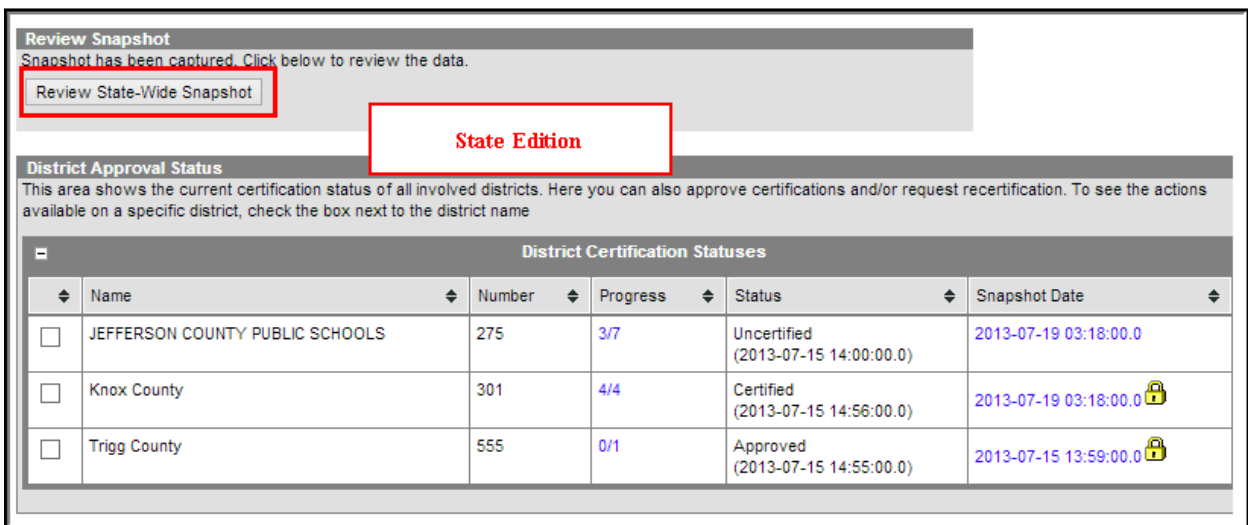 Review Snapshot
Snapshot has been captured. Click below to review the data.
Review State-Wide Snapshot
State Edition
District Approval Status
This area shows the current certification status of all involved districts. Here you can also approve certifications and/or request recertification. To see the actions
available on a specific district, check the box next to the district name
District Certification Statuses
Name Number Progress Status Snapshot Date
JEFFERSON COUNTY PUBLIC SCHOOLS 275 3/7 Uncertified 2013-07-19 03:18:00.0
(2013-07-15 14:00:00.0)
Knox County 301 4/4 Certified 2013-07-19 03:18:00.0
(2013-07-15 14:56:00.0)
Trigg County 555 0/1 Approved 2013-07-15 13:59:00.0
(2013-07-15 14:55:00.0)